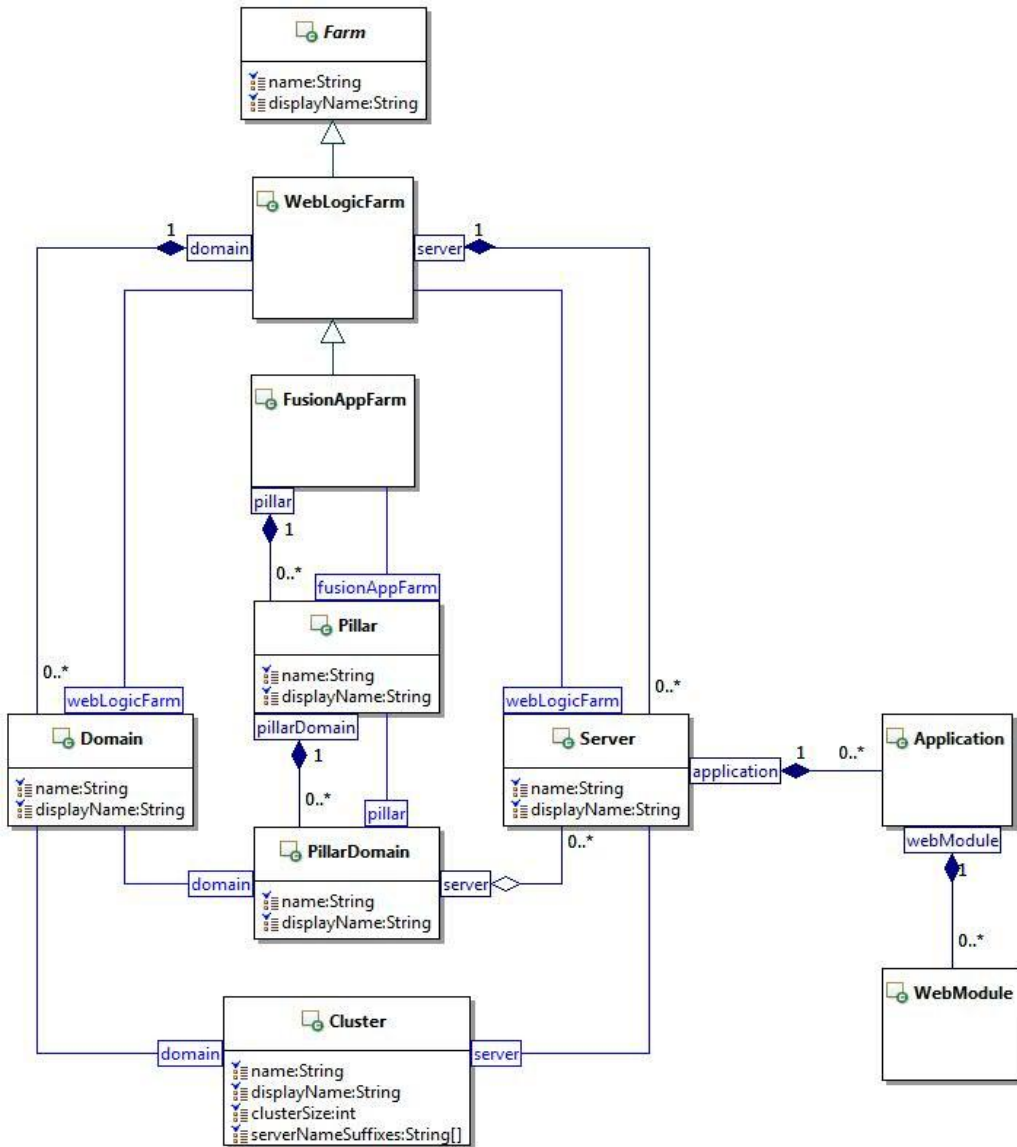 Farm
name:String
displayName:String
WebLogicFarm
1
domain
server
1
FusionAppFarm
pillar
1
0..*
fusionAppFarm
Pillar
name:String
displayName:String
0..*
webLogicFarm
webLogicFarm
0..*
pillarDomain
Domain
name:String
displayName:String
1
0..*
pillar
Server
name:String
displayName:String
application
1
0..*
Application
webModule
1
0..*
WebModule
PillarDomain
name:String
displayName:String
domain
server
0..*
Cluster
name:String
displayName:String
clusterSize:int
serverNameSuffixes:String[]
domain
server